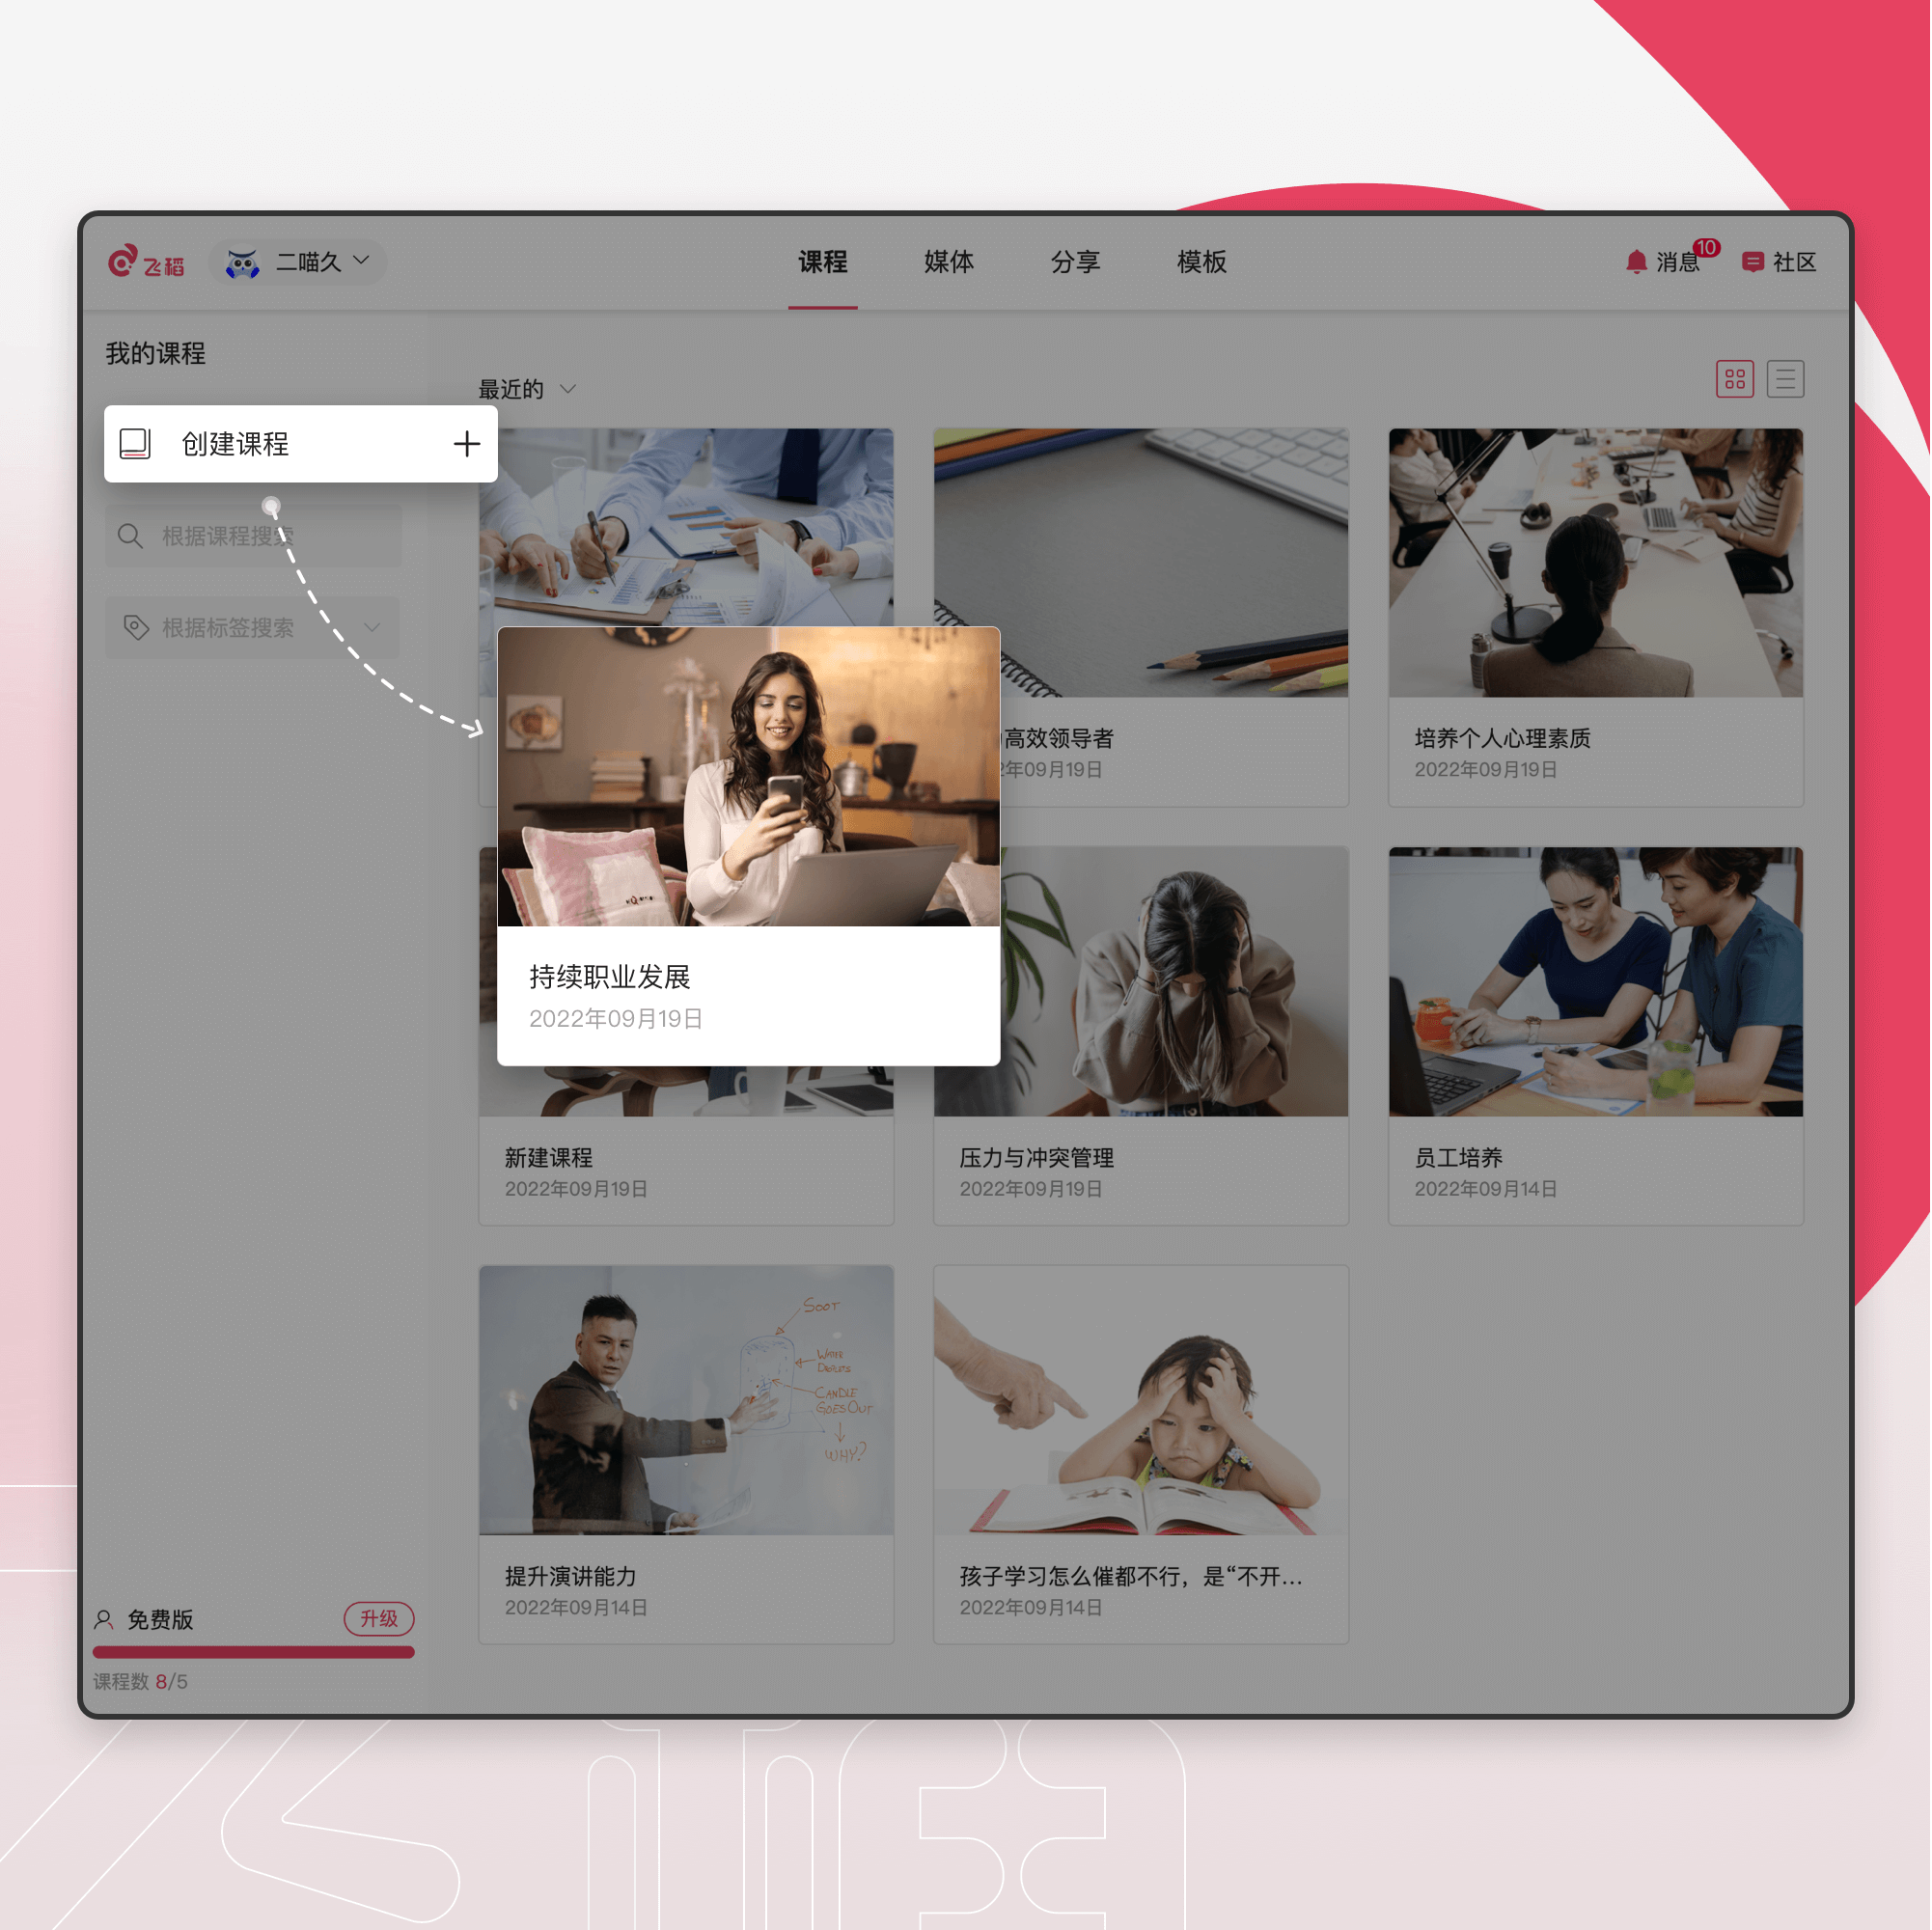 飞稻
二喵久
课程
媒体
分享
模板
消息
10
社区
我的课程
最近的
创建课程
根据课程搜索
根据标签搜索
高效领导者
年09月19日
培养个人心理素质
2022年09月19日
持续职业发展
2022年09月19日
新建课程
2022年09月19日
压力与冲突管理
2022年09月19日
员工培养
2022年09月14日
SOOT
WATER
CANDLE
GOES OUT
WHY?
提升演讲能力
2022年09月14日
孩子学习怎么催都不行，是“不开...
2022年09月14日
免费版
升级
课程数 8/5